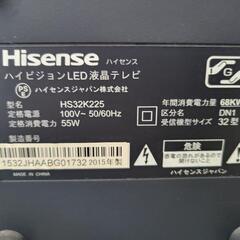 Hisense ハイセンス
ハイビジョンLED液晶テレビ
PS
E
G
ハイセンスジャパン株式会社
型名 HS32K225
定格電源 100V~ 50/60Hz
定格消費電力 55W
年間消費電力量 68KW
区分名 DN1
受信機型サイズ 32型
製造番号
1532JHAABG01732 2015年製
危険
ハイセンスジャパン(株)
MADE IN CHINA